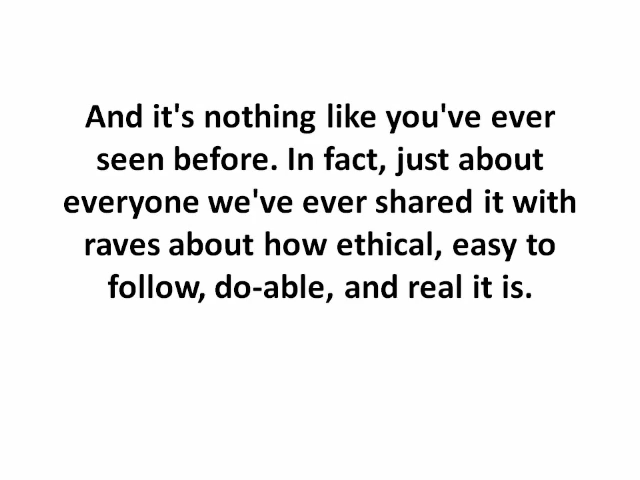 And it's nothing like you've ever
seen before. In fact, just about
everyone we've ever shared it with
raves about how ethical, easy to
follow, do-able, and real it is.